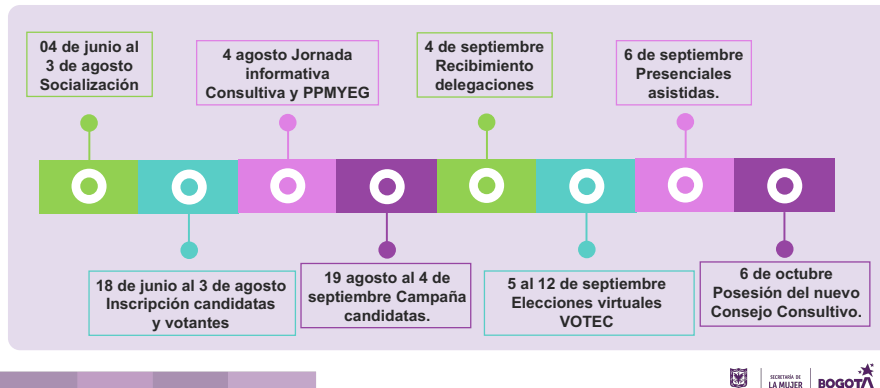 04 de junio al
3 de agosto
Socialización
4 agosto Jornada
informativa
Consultiva y PPMYEG
4 de septiembre
Recibimiento
delegaciones
6 de septiembre
Presenciales
asistidas.
18 de junio al 3 de agosto
Inscripción candidatas
y votantes
19 agosto al 4 de
septiembre Campaña
candidatas.
5 al 12 de septiembre
Elecciones virtuales
VOTEC
6 de octubre
Posesión del nuevo
Consejo Consultivo.
SECRETARÍA DE
LA MUJER
BOGOTÁ